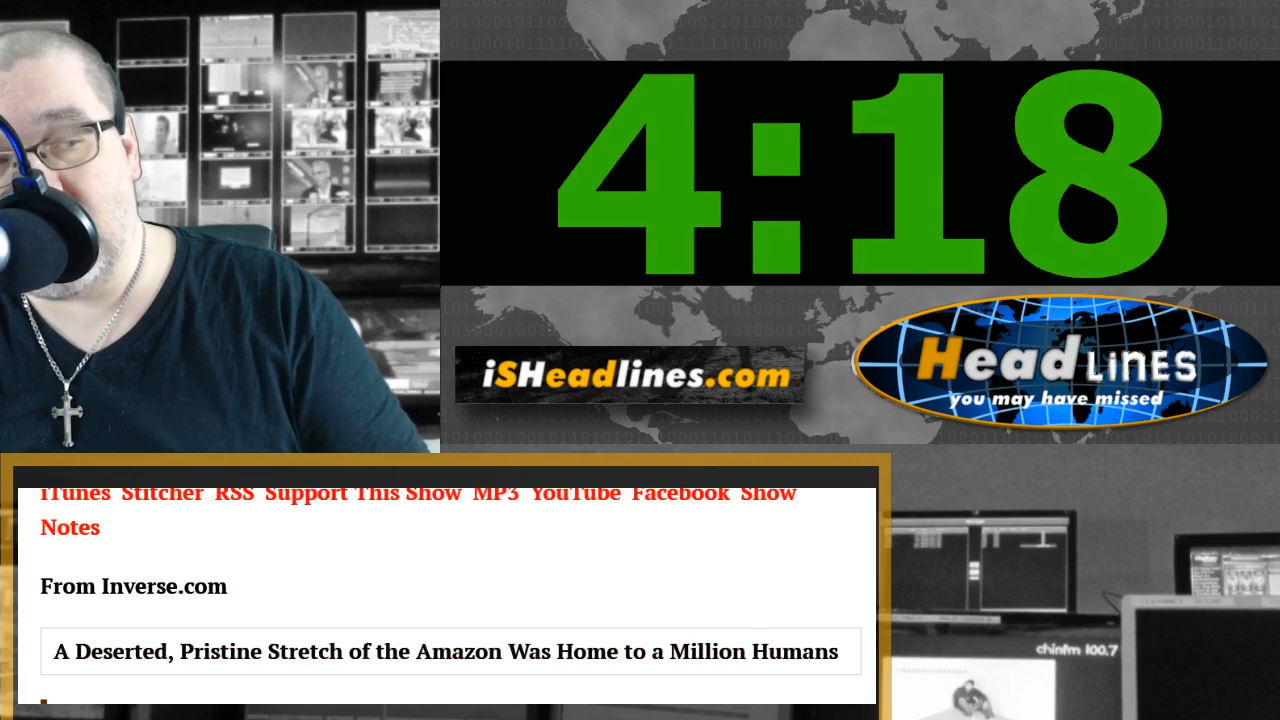 4:18
iSHeadlines.com
HeadLINES
you may have missed
iTunes Stitcher RSS Support This Show MP3 YouTube Facebook Show
Notes
From Inverse.com
A Deserted, Pristine Stretch of the Amazon Was Home to a Million Humans
chinfm 100.7